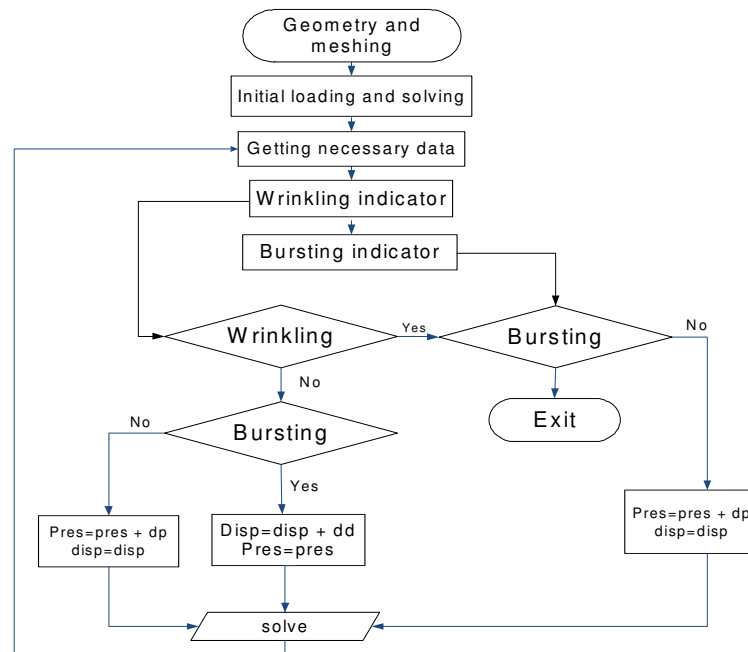 Geometry and
meshing
Initial loading and solving
Getting necessary data
Wrinkling indicator
Bursting indicator
Wrinkling
Yes
Bursting
No
No
Exit
Bursting
No
Yes
Pres=pres + dp
disp=disp
Disp=disp + dd
Pres=pres
Pres=pres + dp
disp=disp
solve